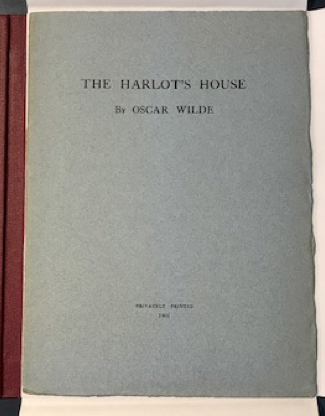 THE HARLOT'S HOUSE
BY OSCAR WILDE
PRIVATELY PRINTED